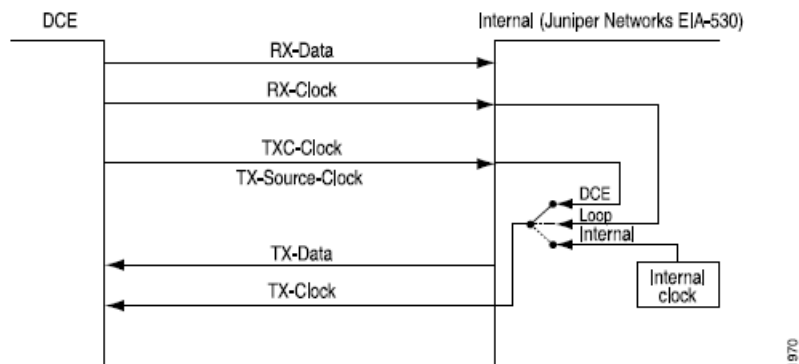 DCE
Internal (Juniper Networks EIA-530)
RX-Data
RX-Clock
TXC-Clock
TX-Source-Clock
DCE
Loop
Internal
TX-Data
TX-Clock
Internal
clock
970